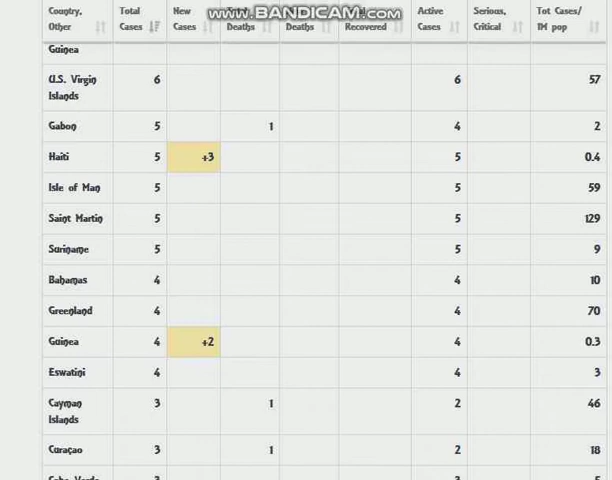 www.BANDICAM.com
Country, Total New Deaths Active Serious, Tot Cases/
Other Cases Cases Deaths Deaths Recovered Cases Critical 1M pop
Guinea
U.S. Virgin 6 6 57
Islands
Gabon 5 1 4 2
Haiti 5 +3 5 0.4
Isle of Man 5 5 59
Saint Martin 5 5 129
Suriname 5 5 9
Bahamas 4 4 10
Greenland 4 4 70
Guinea 4 +2 4 0.3
Eswatini 4 4 3
Cayman 3 1 2 46
Islands
Curaçao 3 1 2 18